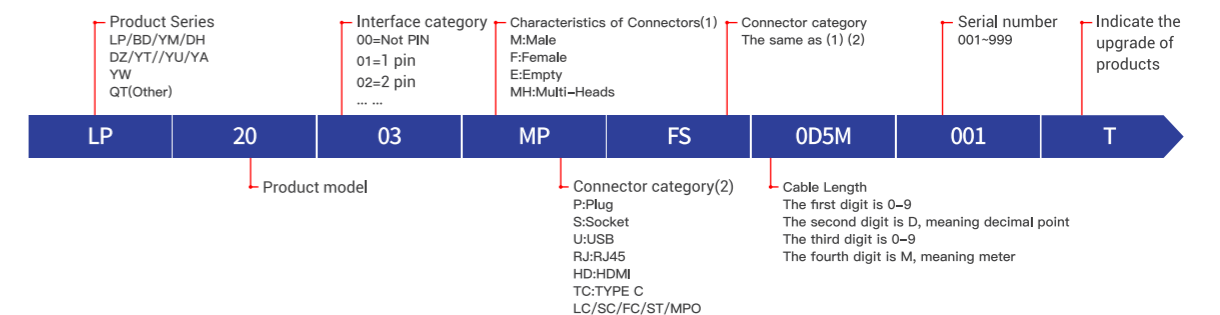 Product Series
LP/BD/YM/DH
DZ/YT//YU/YA
YW
QT(Other)
Interface category
00=Not PIN
01=1 pin
02=2 pin
... ...
Characteristics of Connectors(1)
M:Male
F:Female
E:Empty
MH:Multi-Heads
Connector category
The same as (1) (2)
Serial number
001~999
Indicate the
upgrade of
products
LP 20 03 MP FS 0D5M 001 T
Product model
Connector category(2)
P:Plug
S:Socket
U:USB
RJ:RJ45
HD:HDMI
TC:TYPE C
LC/SC/FC/ST/MPO
Cable Length
The first digit is 0-9
The second digit is D, meaning decimal point
The third digit is 0-9
The fourth digit is M, meaning meter